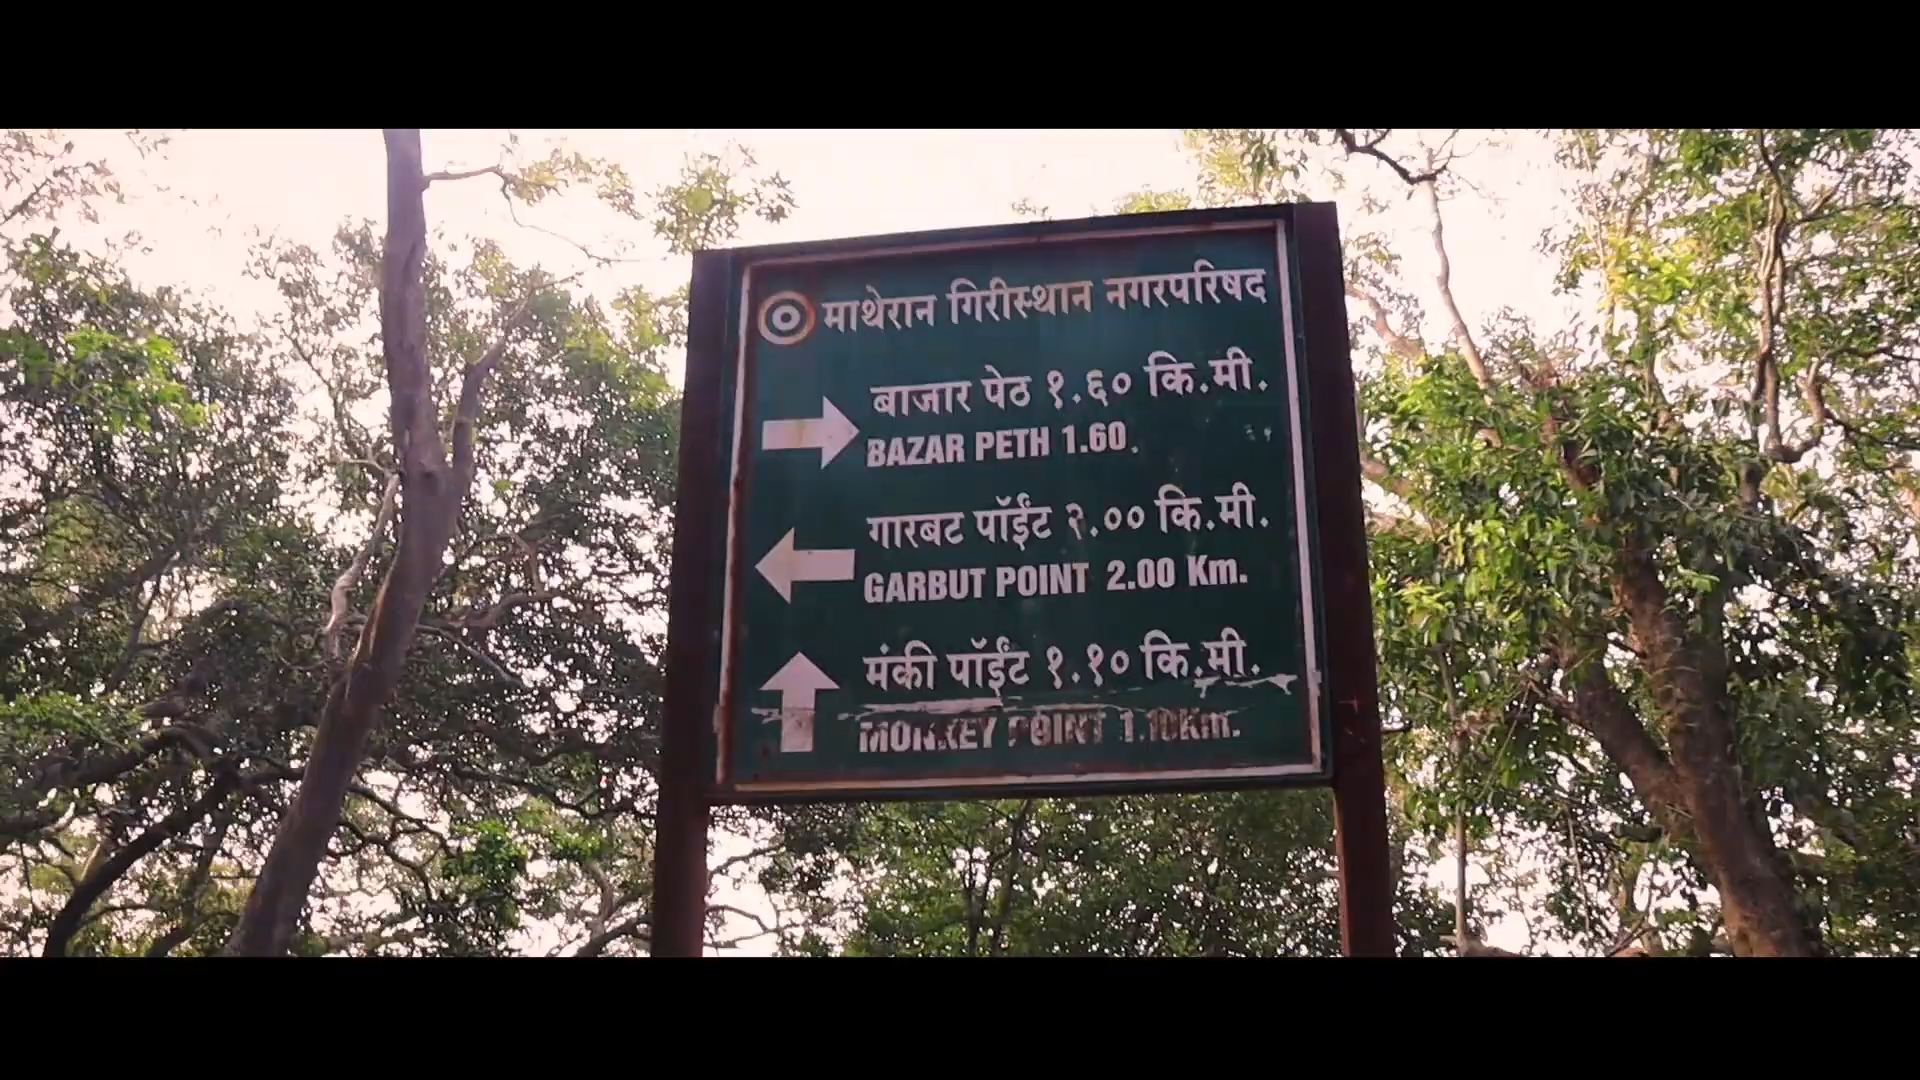 माथेरान गिरीस्थान नगरपरिषद
बाजार पेठ १.६० कि.मी.
BAZAR PETH 1.60.
गारबट पॉईंट २.०० कि.मी.
GARBUT POINT 2.00 Km.
मंकी पॉईंट १.१० कि.मी.
MONKEY POINT 1.10Km.